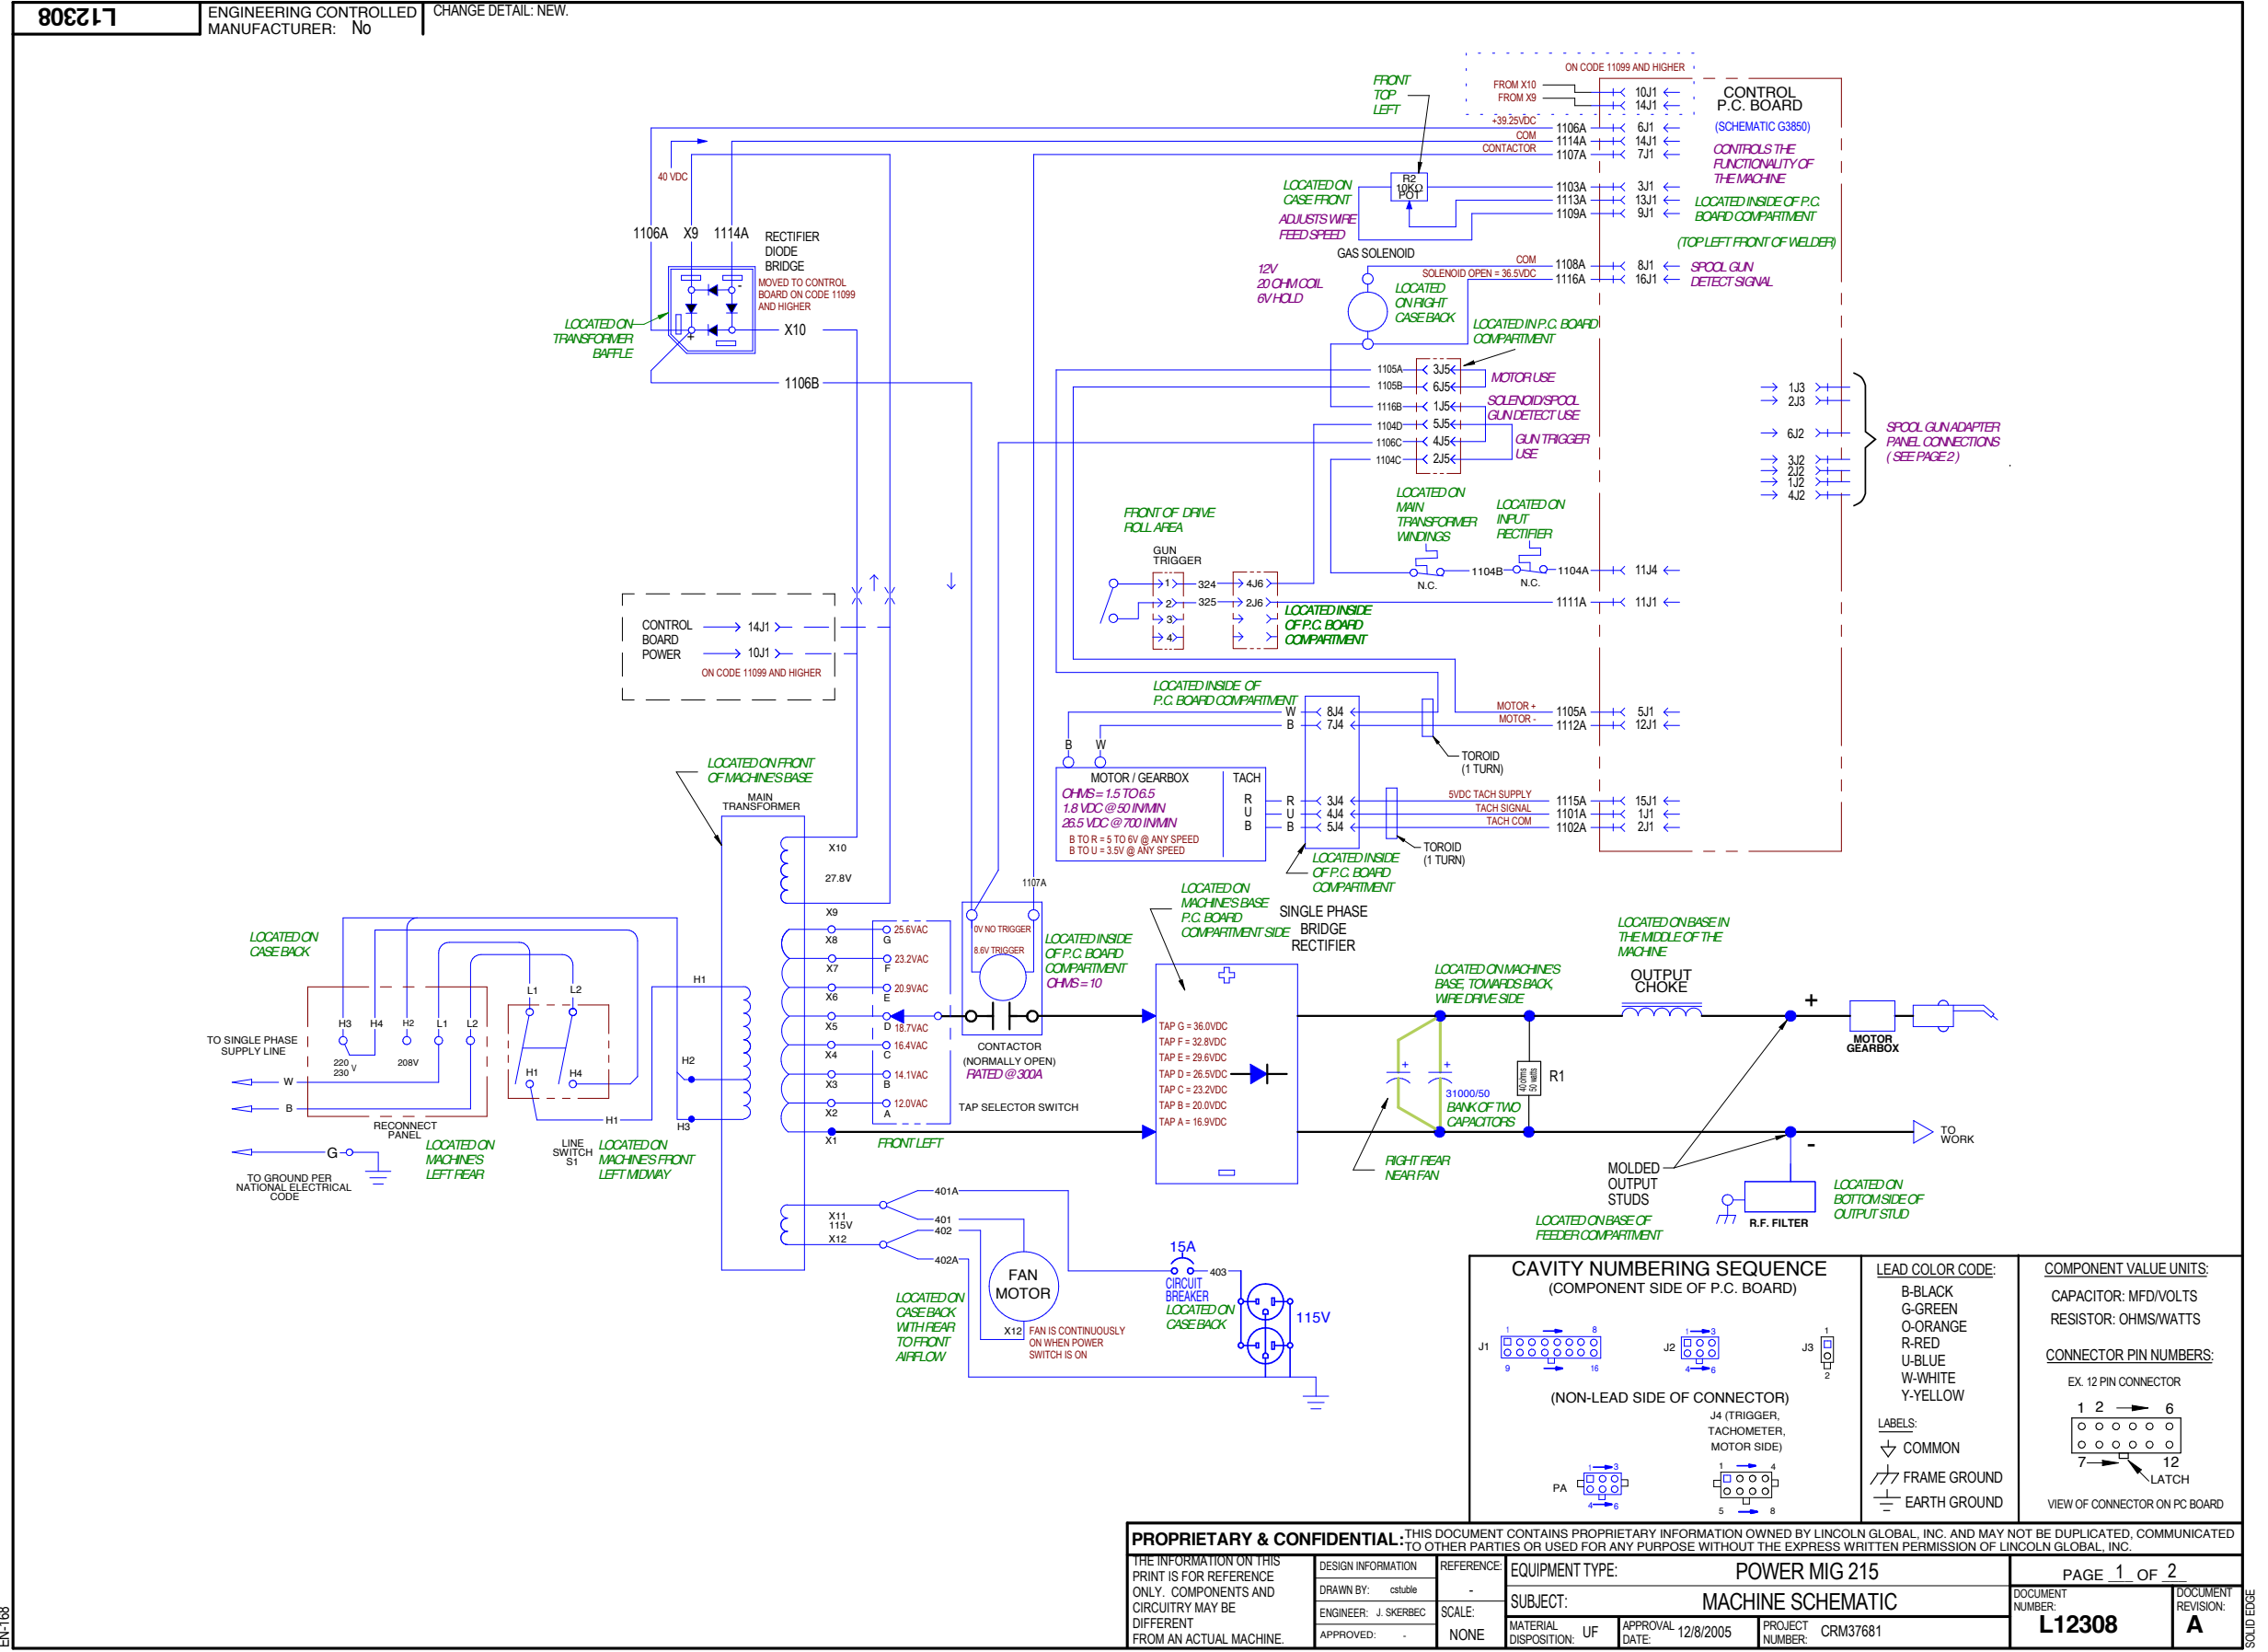 L12308
ENGINEERING CONTROLLED
MANUFACTURER: No
CHANGE DETAIL: NEW.
ON CODE 11099 AND HIGHER
FROM X10
FROM X9
10J1
14J1
CONTROL
P.C. BOARD
(SCHEMATIC G3850)
CONTROLS THE
FUNCTIONALITY OF
THE MACHINE
LOCATED INSIDE OF P.C.
BOARD COMPARTMENT
(TOP LEFT FRONT OF WELDER)
FRONT
TOP
LEFT
+39.25VDC
1106A
6J1
COM
1114A
14J1
CONTACTOR
1107A
7J1
R2
10KΩ
POT
LOCATED ON
CASE FRONT
ADJUSTS WIRE
FEED SPEED
1103A
3J1
1113A
13J1
1109A
9J1
GAS SOLENOID
12V
20 OHM COIL
6V HOLD
LOCATED
ON RIGHT
CASE BACK
COM
1108A
8J1
SOLENOID OPEN = 36.5VDC
1116A
16J1
SPOOL GUN
DETECT SIGNAL
40 VDC
1106A
X9
1114A
RECTIFIER
DIODE
BRIDGE
MOVED TO CONTROL
BOARD ON CODE 11099
AND HIGHER
-
+
X10
LOCATED ON
TRANSFORMER
BAFFLE
1106B
LOCATED IN P.C. BOARD
COMPARTMENT
1105A
3J5
1105B
6J5
MOTOR USE
1116B
1J5
SOLENOID/SPOOL
GUN DETECT USE
1104D
5J5
1106C
4J5
GUN TRIGGER
USE
1104C
2J5
1J3
2J3
6J2
3J2
2J2
1J2
4J2
SPOOL GUN ADAPTER
PANEL CONNECTIONS
( SEE PAGE 2 )
LOCATED ON
MAIN
TRANSFORMER
WINDINGS
LOCATED ON
INPUT
RECTIFIER
N.C.
1104B
N.C.
1104A
11J4
FRONT OF DRIVE
ROLL AREA
GUN
TRIGGER
1
324
4J6
2
325
2J6
3
4
LOCATED INSIDE
OF P.C. BOARD
COMPARTMENT
1111A
11J1
CONTROL
BOARD
POWER
14J1
10J1
ON CODE 11099 AND HIGHER
LOCATED INSIDE OF
P.C. BOARD COMPARTMENT
W
8J4
B
7J4
MOTOR +
1105A
5J1
MOTOR -
1112A
12J1
TOROID
(1 TURN)
B
W
MOTOR / GEARBOX
OHMS = 1.5 TO 6.5
1.8 VDC @ 50 IN/MIN
26.5 VDC @ 700 IN/MIN
B TO R = 5 TO 6V @ ANY SPEED
B TO U = 3.5V @ ANY SPEED
TACH
R
U
B
R
3J4
U
4J4
B
5J4
5VDC TACH SUPPLY
1115A
15J1
TACH SIGNAL
1101A
1J1
TACH COM
1102A
2J1
TOROID
(1 TURN)
LOCATED INSIDE
OF P.C. BOARD
COMPARTMENT
LOCATED ON FRONT
OF MACHINE'S BASE
MAIN
TRANSFORMER
X10
27.8V
X9
X8
X7
X6
X5
X4
X3
X2
X1
25.6VAC
G
23.2VAC
F
20.9VAC
E
D 18.7VAC
16.4VAC
C
14.1VAC
B
12.0VAC
A
TAP SELECTOR SWITCH
FRONT LEFT
1107A
0V NO TRIGGER
8.6V TRIGGER
LOCATED INSIDE
OF P.C. BOARD
COMPARTMENT
OHMS = 10
CONTACTOR
(NORMALLY OPEN)
RATED @ 300A
LOCATED ON
MACHINE'S BASE
P.C. BOARD
COMPARTMENT SIDE
SINGLE PHASE
BRIDGE
RECTIFIER
TAP G = 36.0VDC
TAP F = 32.8VDC
TAP E = 29.6VDC
TAP D = 26.5VDC
TAP C = 23.2VDC
TAP B = 20.0VDC
TAP A = 16.9VDC
LOCATED ON MACHINE'S
BASE, TOWARDS BACK,
WIRE DRIVE SIDE
+
+
31000/50
BANK OF TWO
CAPACITORS
RIGHT REAR
NEAR FAN
40 ohms
50 watts
R1
LOCATED ON BASE IN
THE MIDDLE OF THE
MACHINE
OUTPUT
CHOKE
+
MOTOR
GEARBOX
TO
WORK
-
MOLDED
OUTPUT
STUDS
LOCATED ON BASE OF
FEEDER COMPARTMENT
R.F. FILTER
LOCATED ON
BOTTOM SIDE OF
OUTPUT STUD
LOCATED ON
CASE BACK
TO SINGLE PHASE
SUPPLY LINE
H3
H4
H2
L1
L2
220
230 V
208V
W
B
RECONNECT
PANEL
LOCATED ON
MACHINE'S
LEFT REAR
G
TO GROUND PER
NATIONAL ELECTRICAL
CODE
L1
L2
H1
H4
H1
LINE
SWITCH
S1
LOCATED ON
MACHINE'S FRONT
LEFT MIDWAY
H1
H2
H3
X11
115V
X12
401A
401
402
402A
FAN
MOTOR
X12
FAN IS CONTINUOUSLY
ON WHEN POWER
SWITCH IS ON
LOCATED ON
CASE BACK
WITH REAR
TO FRONT
AIRFLOW
15A
403
CIRCUIT
BREAKER
LOCATED ON
CASE BACK
115V
CAVITY NUMBERING SEQUENCE
(COMPONENT SIDE OF P.C. BOARD)
J1
1
8
9
16
J2
1
3
4
6
J3
1
2
(NON-LEAD SIDE OF CONNECTOR)
J4 (TRIGGER,
TACHOMETER,
MOTOR SIDE)
PA
1
3
4
6
1
4
5
8
LEAD COLOR CODE:
B-BLACK
G-GREEN
O-ORANGE
R-RED
U-BLUE
W-WHITE
Y-YELLOW
LABELS:
COMMON
FRAME GROUND
EARTH GROUND
COMPONENT VALUE UNITS:
CAPACITOR: MFD/VOLTS
RESISTOR: OHMS/WATTS
CONNECTOR PIN NUMBERS:
EX. 12 PIN CONNECTOR
1 2
6
7
12
LATCH
VIEW OF CONNECTOR ON PC BOARD
PROPRIETARY & CONFIDENTIAL:
THIS DOCUMENT CONTAINS PROPRIETARY INFORMATION OWNED BY LINCOLN GLOBAL, INC. AND MAY NOT BE DUPLICATED, COMMUNICATED
TO OTHER PARTIES OR USED FOR ANY PURPOSE WITHOUT THE EXPRESS WRITTEN PERMISSION OF LINCOLN GLOBAL, INC.
THE INFORMATION ON THIS
PRINT IS FOR REFERENCE
ONLY. COMPONENTS AND
CIRCUITRY MAY BE
DIFFERENT
FROM AN ACTUAL MACHINE.
DESIGN INFORMATION
DRAWN BY: cstuble
ENGINEER: J. SKERBEC
APPROVED: -
REFERENCE:
-
SCALE:
NONE
EQUIPMENT TYPE: POWER MIG 215
SUBJECT: MACHINE SCHEMATIC
MATERIAL
DISPOSITION: UF
APPROVAL
DATE: 12/8/2005
PROJECT
NUMBER: CRM37681
PAGE 1 OF 2
DOCUMENT
NUMBER:
L12308
DOCUMENT
REVISION:
A
EN-168
SOLID EDGE